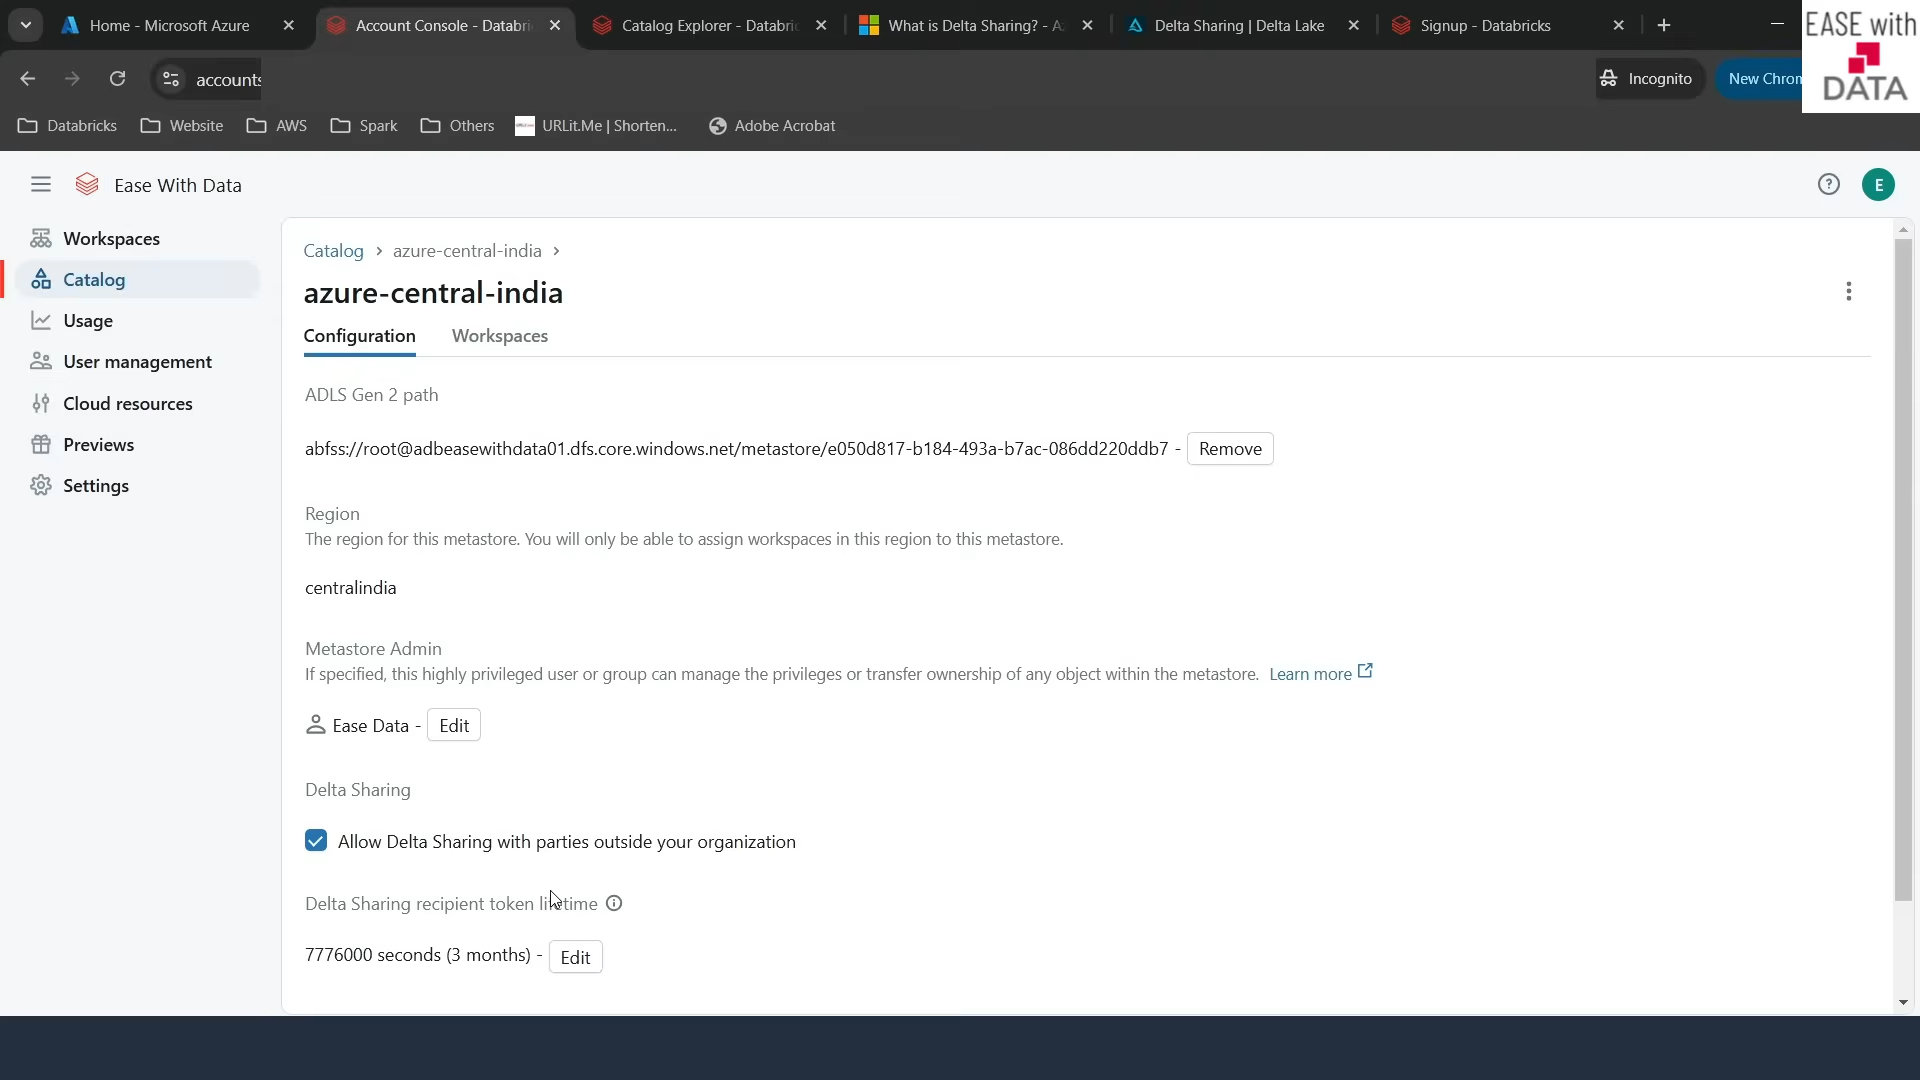 Home - Microsoft Azure
Account Console - Databri
Catalog Explorer - Databric
What is Delta Sharing? - A
Delta Sharing | Delta Lake
Signup - Databricks
EASE with
DATA
accounts
Incognito
New Chrom
Databricks
Website
AWS
Spark
Others
URLit.Me | Shorten...
Adobe Acrobat
Ease With Data
E
Workspaces
Catalog
Usage
User management
Cloud resources
Previews
Settings
Catalog > azure-central-india >
azure-central-india
Configuration
Workspaces
ADLS Gen 2 path
abfss://root@adbeasewithdata01.dfs.core.windows.net/metastore/e050d817-b184-493a-b7ac-086dd220ddb7 - Remove
Region
The region for this metastore. You will only be able to assign workspaces in this region to this metastore.
centralindia
Metastore Admin
If specified, this highly privileged user or group can manage the privileges or transfer ownership of any object within the metastore. Learn more
Ease Data - Edit
Delta Sharing
Allow Delta Sharing with parties outside your organization
Delta Sharing recipient token lifetime
7776000 seconds (3 months) - Edit